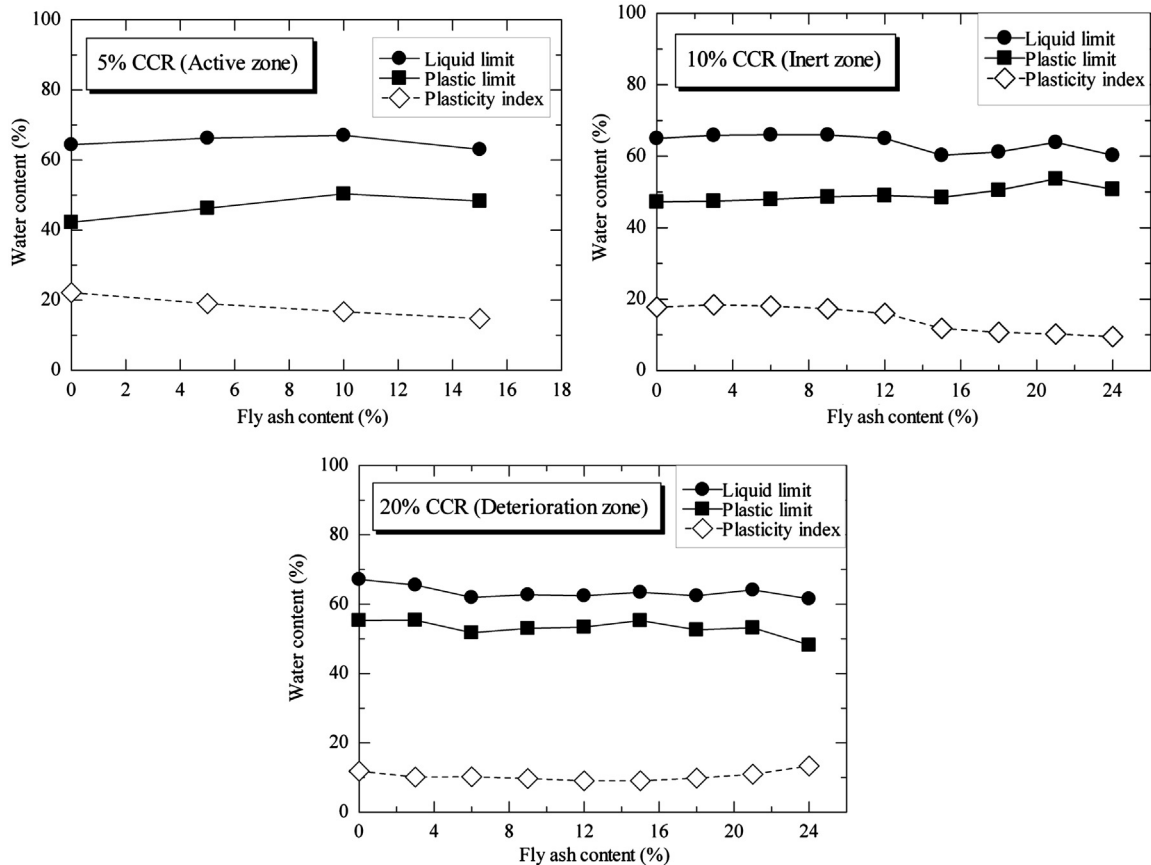 5% CCR (Active zone)
Liquid limit
Plastic limit
Plasticity index
Water content (%)
100
80
60
40
20
0
0 2 4 6 8 10 12 14 16 18
Fly ash content (%)
10% CCR (Inert zone)
Liquid limit
Plastic limit
Plasticity index
Water content (%)
100
80
60
40
20
0
0 4 8 12 16 20 24
Fly ash content (%)
20% CCR (Deterioration zone)
Liquid limit
Plastic limit
Plasticity index
Water content (%)
100
80
60
40
20
0
0 4 8 12 16 20 24
Fly ash content (%)